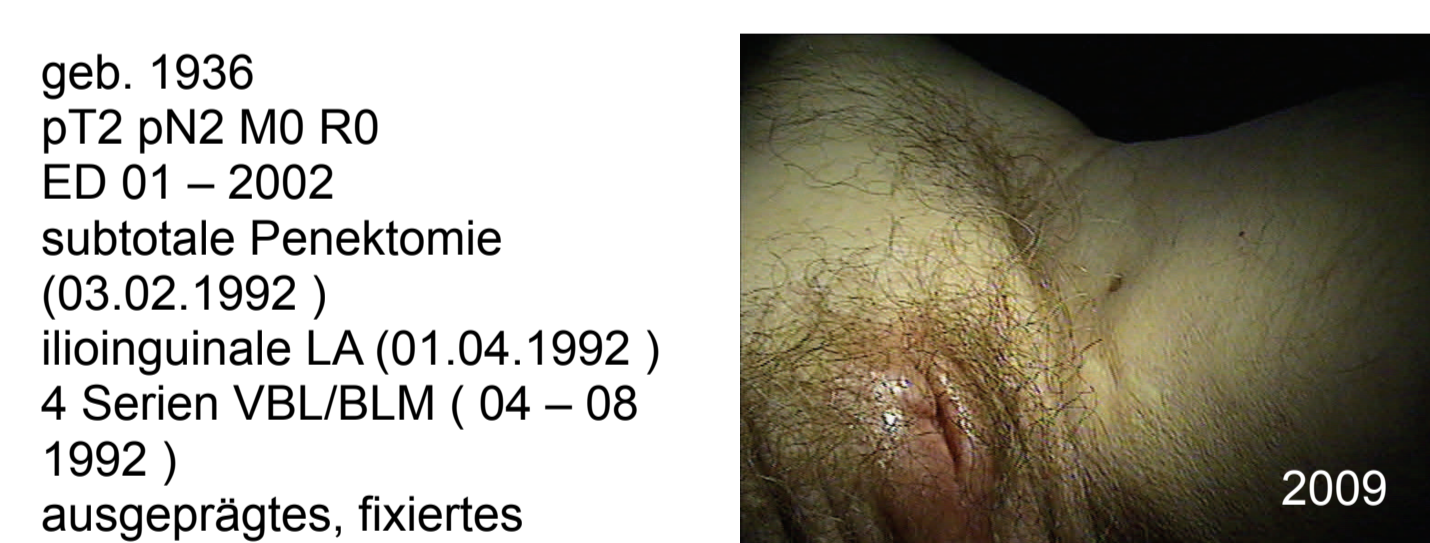 geb. 1936
pT2 pN2 M0 R0
ED 01 – 2002
subtotale Penektomie
(03.02.1992 )
ilioinguinale LA (01.04.1992 )
4 Serien VBL/BLM ( 04 – 08
1992 )
ausgeprägtes, fixiertes
2009